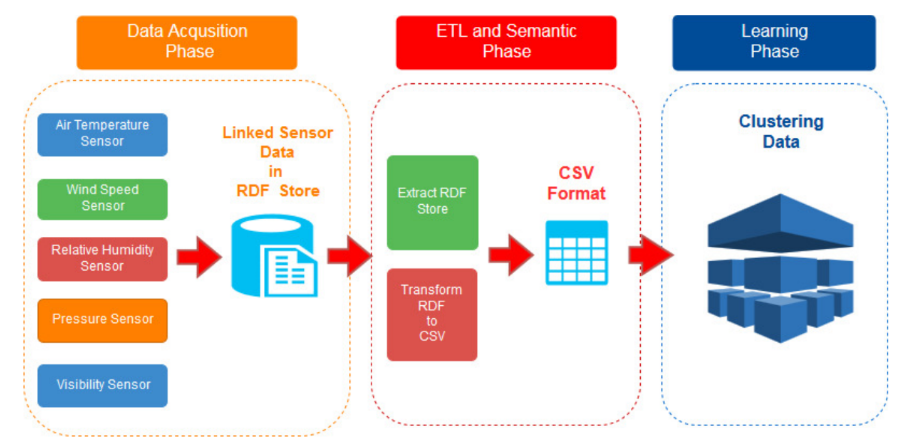 Data Acqusition
Phase
ETL and Semantic
Phase
Learning
Phase
Air Temperature
Sensor
Wind Speed
Sensor
Relative Humidity
Sensor
Pressure Sensor
Visibility Sensor
Linked Sensor
Data
in
RDF Store
Extract RDF
Store
Transform
RDF
to
CSV
CSV
Format
Clustering
Data